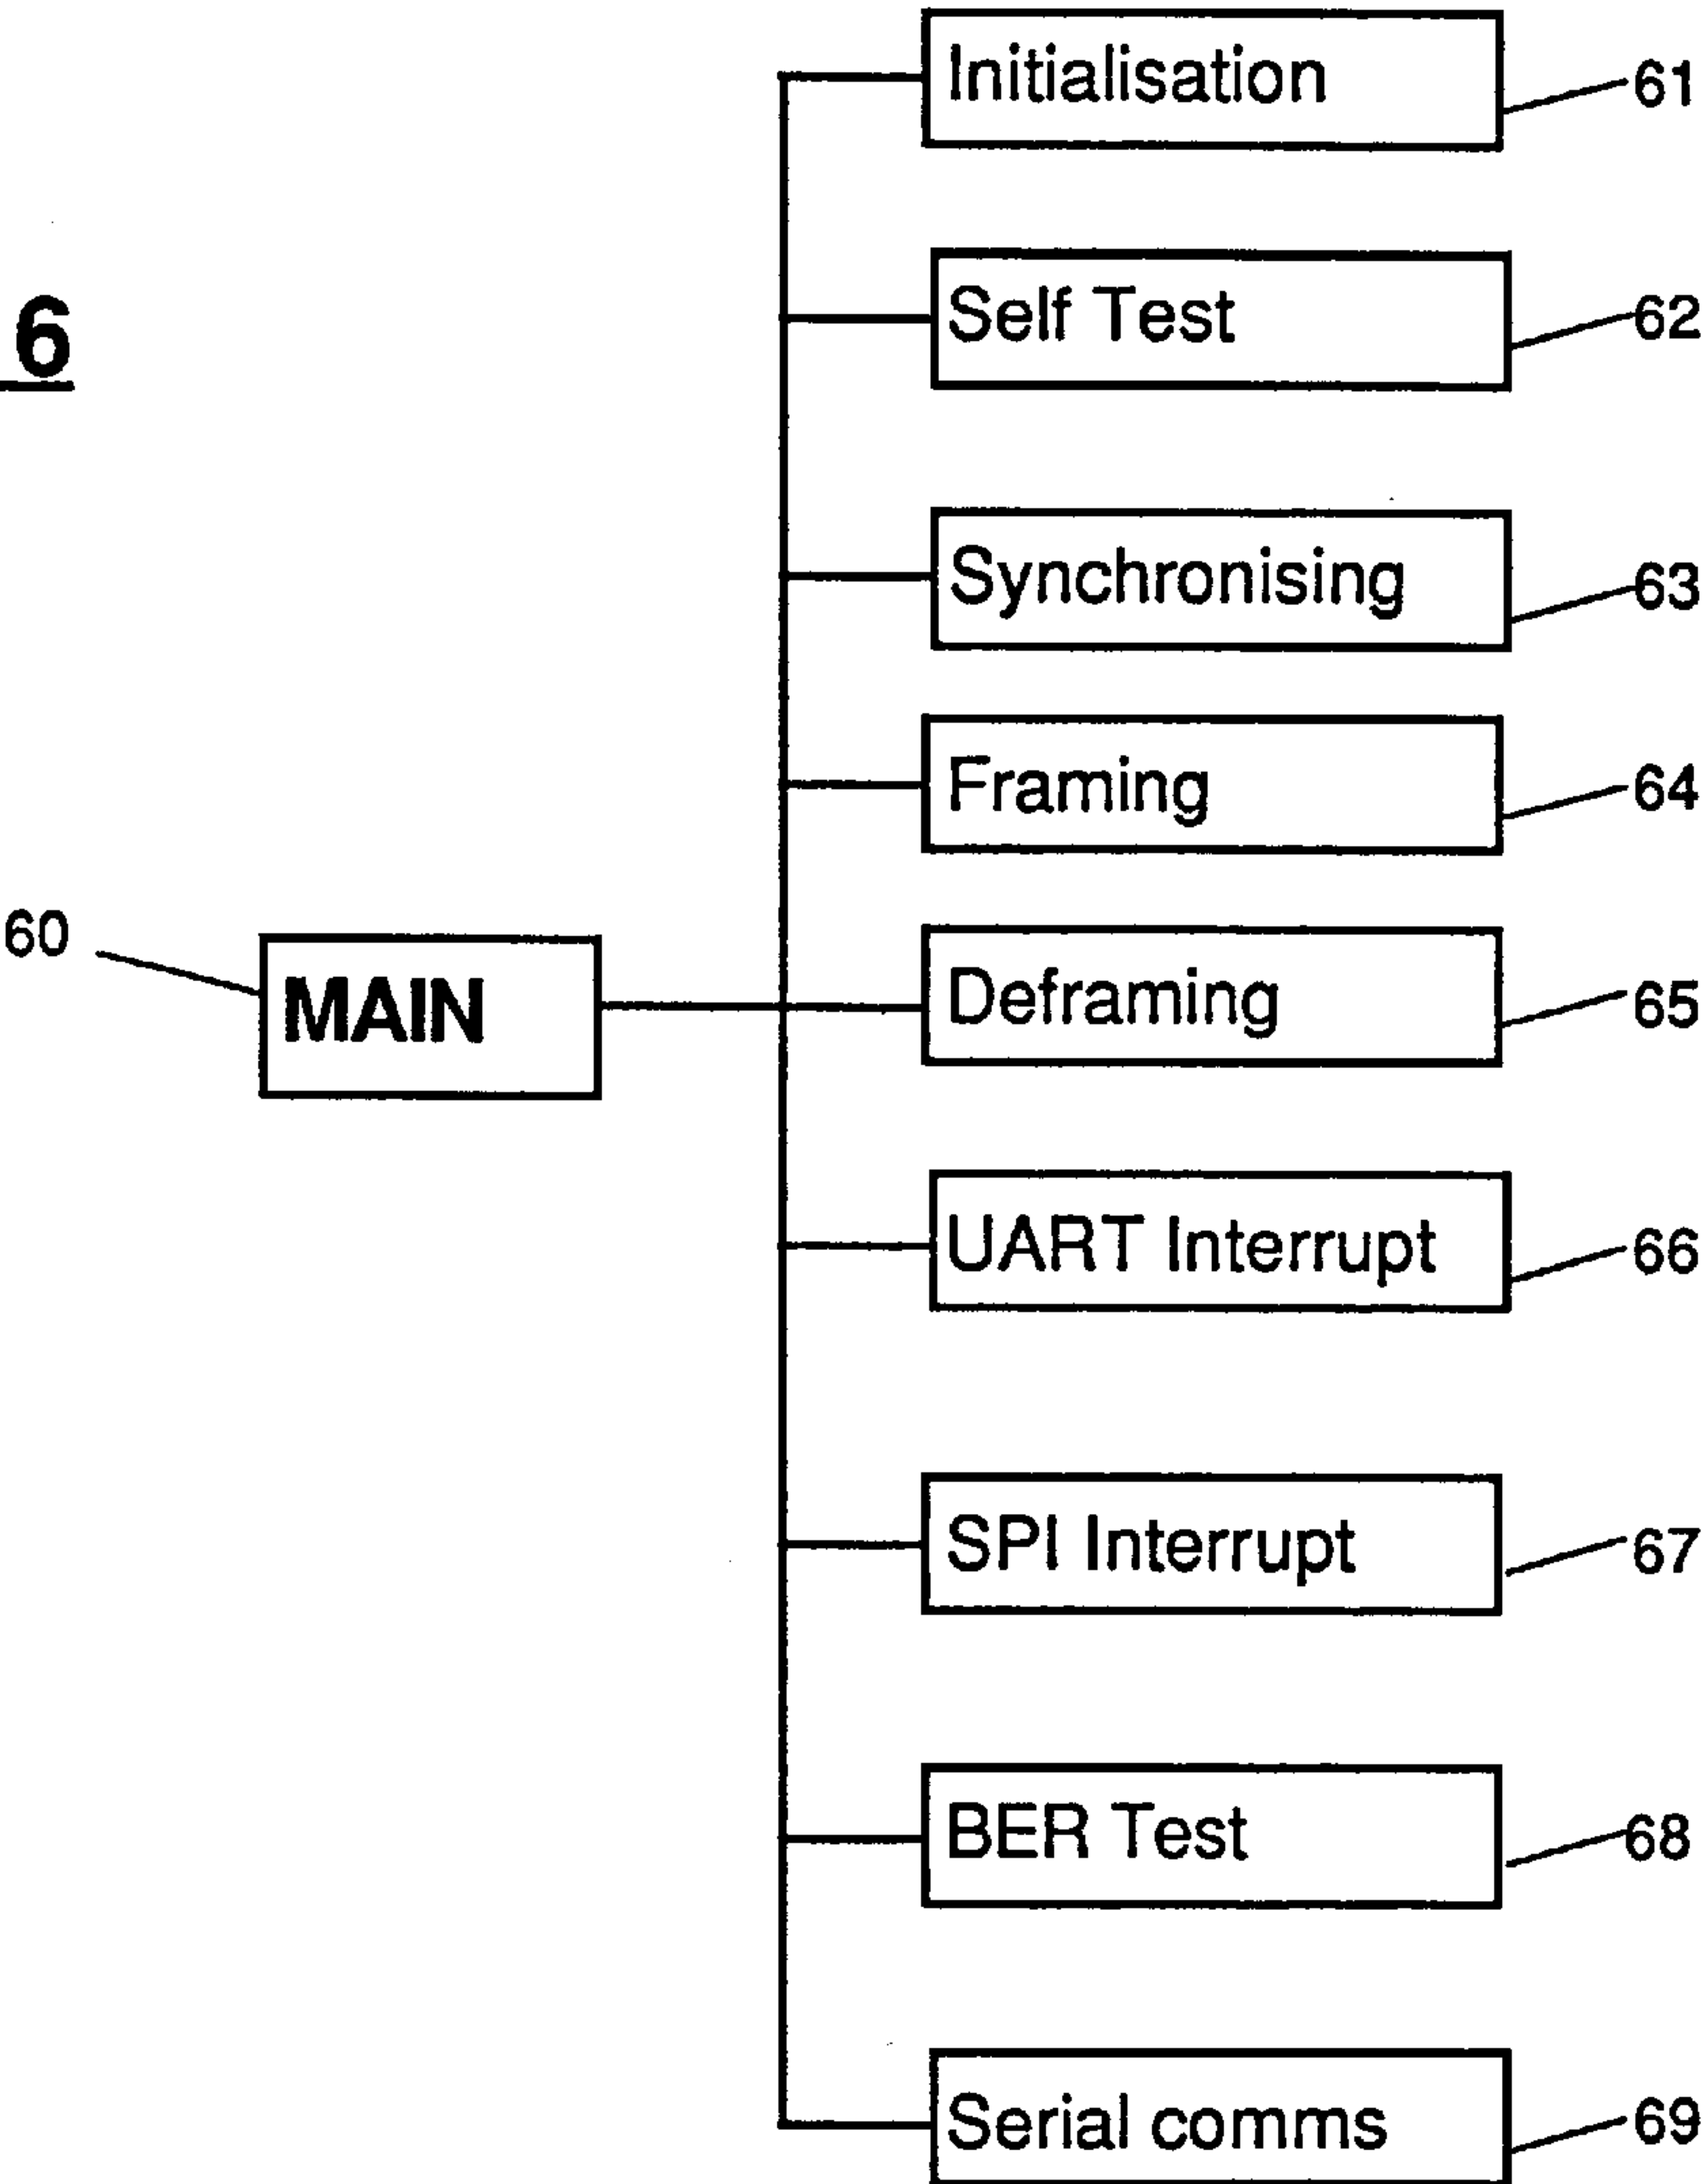 Initialisation 61
6
Self Test 62
Synchronising 63
Framing 64
60
MAIN
Deframing 65
UART Interrupt 66
SPI Interrupt 67
BER Test 68
Serial comms 69